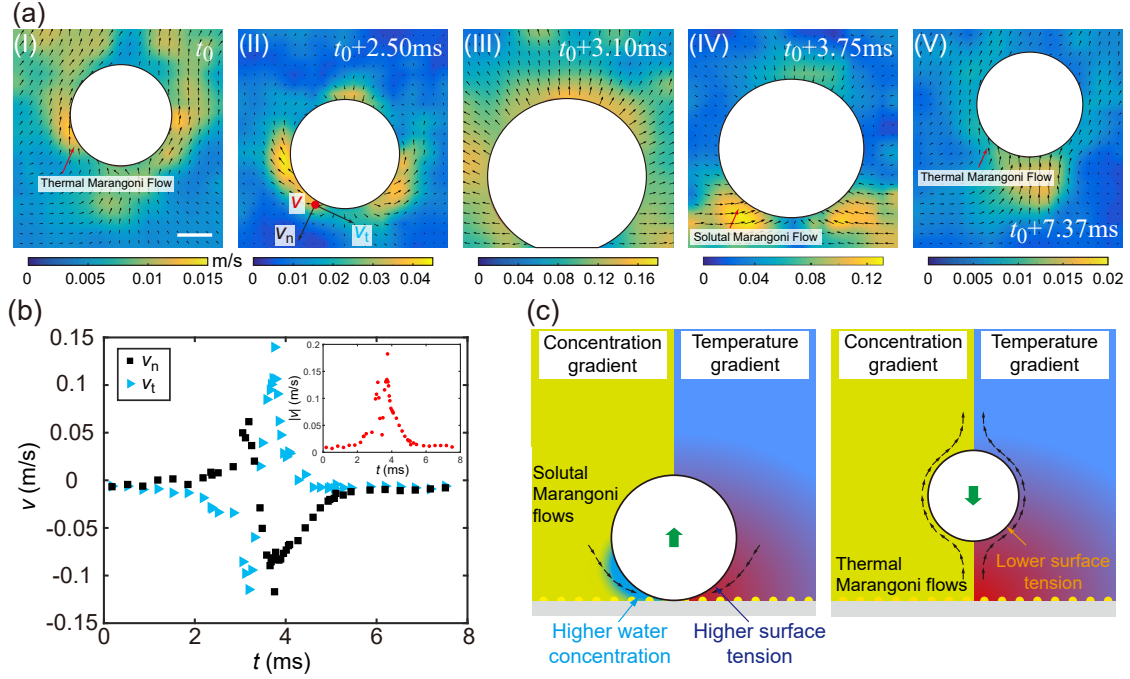 (a)
(I)
t₀
Thermal Marangoni Flow
(II)
t₀+2.50ms
v
vₙ
vₜ
(III)
t₀+3.10ms
(IV)
t₀+3.75ms
Solutal Marangoni Flow
(V)
Thermal Marangoni Flow
t₀+7.37ms
0 0.005 0.01 0.015 m/s
0 0.01 0.02 0.03 0.04
0 0.04 0.08 0.12 0.16
0 0.04 0.08 0.12
0 0.005 0.01 0.015 0.02
(b)
0.15
0.1
0.05
0
-0.05
-0.1
-0.15
v (m/s)
vₙ
vₜ
0.2
0.15
0.1
0.05
0
|v| (m/s)
0 2 4 6 8
t (ms)
0 2 4 6 8
t (ms)
(c)
Concentration
gradient
Temperature
gradient
Solutal
Marangoni
flows
Higher water
concentration
Higher surface
tension
Concentration
gradient
Temperature
gradient
Thermal
Marangoni flows
Lower surface
tension